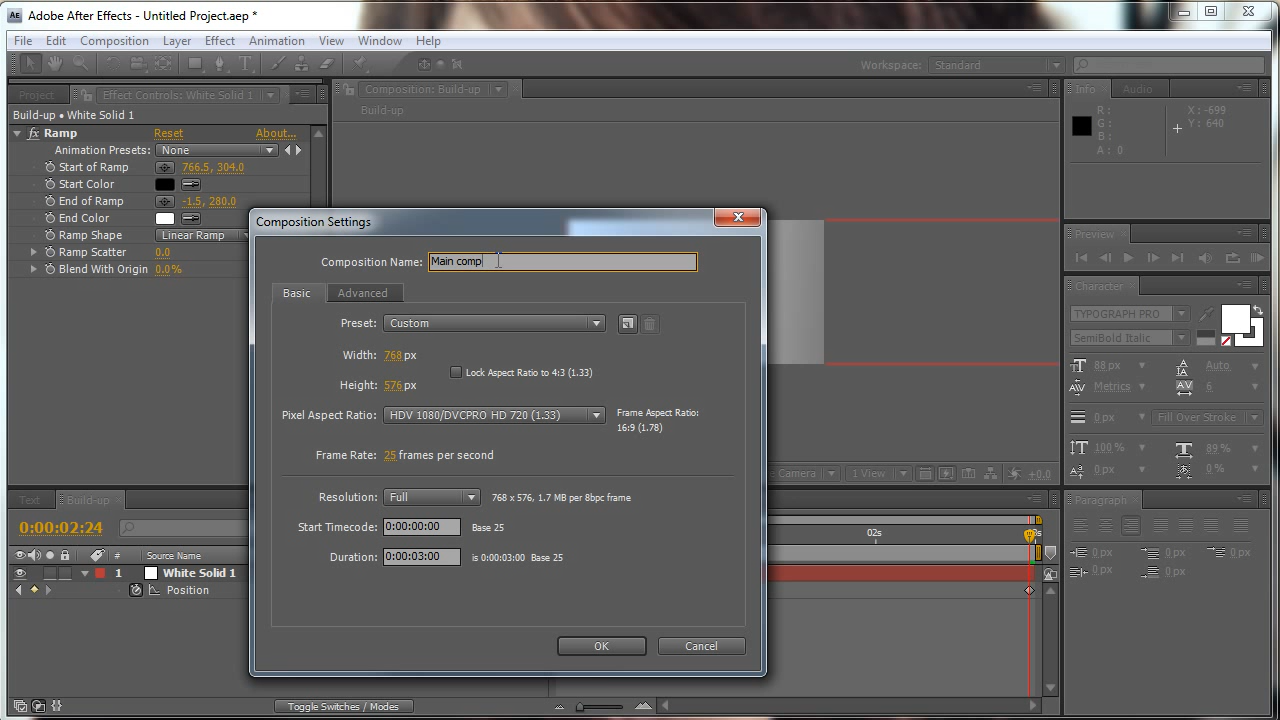 Adobe After Effects - Untitled Project.aep *
File Edit Composition Layer Effect Animation View Window Help
Workspace: Standard
Project Effect Controls: White Solid 1
Build-up • White Solid 1
fx Ramp Reset About...
Animation Presets: None
Start of Ramp 766.5, 304.0
Start Color
End of Ramp -1.5, 280.0
End Color
Ramp Shape Linear Ramp
Ramp Scatter 0.0
Blend With Origin 0.0%
Composition: Build-up
Build-up
Composition Settings
Composition Name: Main comp
Basic Advanced
Preset: Custom
Width: 768 px
Lock Aspect Ratio to 4:3 (1.33)
Height: 576 px
Pixel Aspect Ratio: HDV 1080/DVCPRO HD 720 (1.33)
Frame Aspect Ratio:
16:9 (1.78)
Frame Rate: 25 frames per second
Resolution: Full 768 x 576, 1.7 MB per 8bpc frame
Start Timecode: 0:00:00:00 Base 25
Duration: 0:00:03:00 is 0:00:03:00 Base 25
OK Cancel
Camera 1 View +0.0
Info Audio
R: X: -699
G: Y: 640
B:
A: 0
Preview
Character
TYPOGRAPH PRO
SemiBold Italic
88 px Auto
Metrics 6
0 px Fill Over Stroke
100 % 89 %
0 px 0 %
Paragraph
0 px 0 px 0 px
0 px 0 px
Text Build-up
0:00:02:24
# Source Name
1 White Solid 1
Position
02s
Toggle Switches / Modes